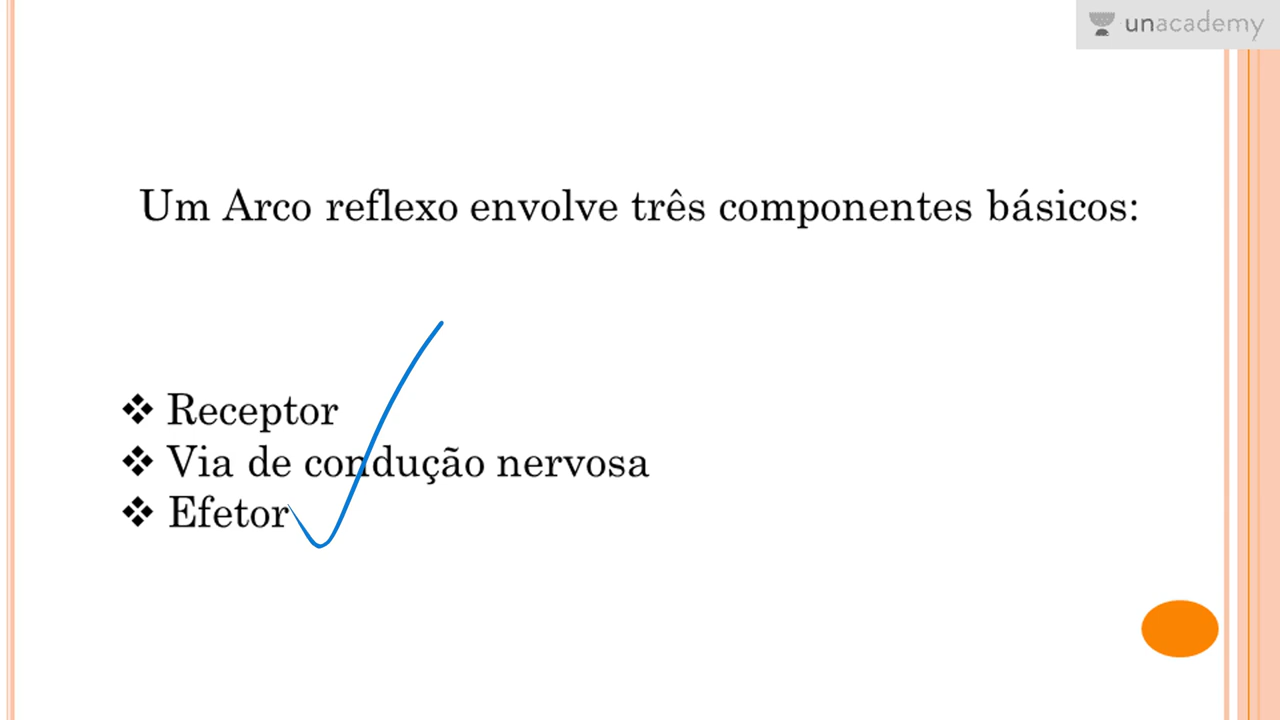 unacademy
Um Arco reflexo envolve três componentes básicos:
❖ Receptor
❖ Via de condução nervosa
❖ Efetor